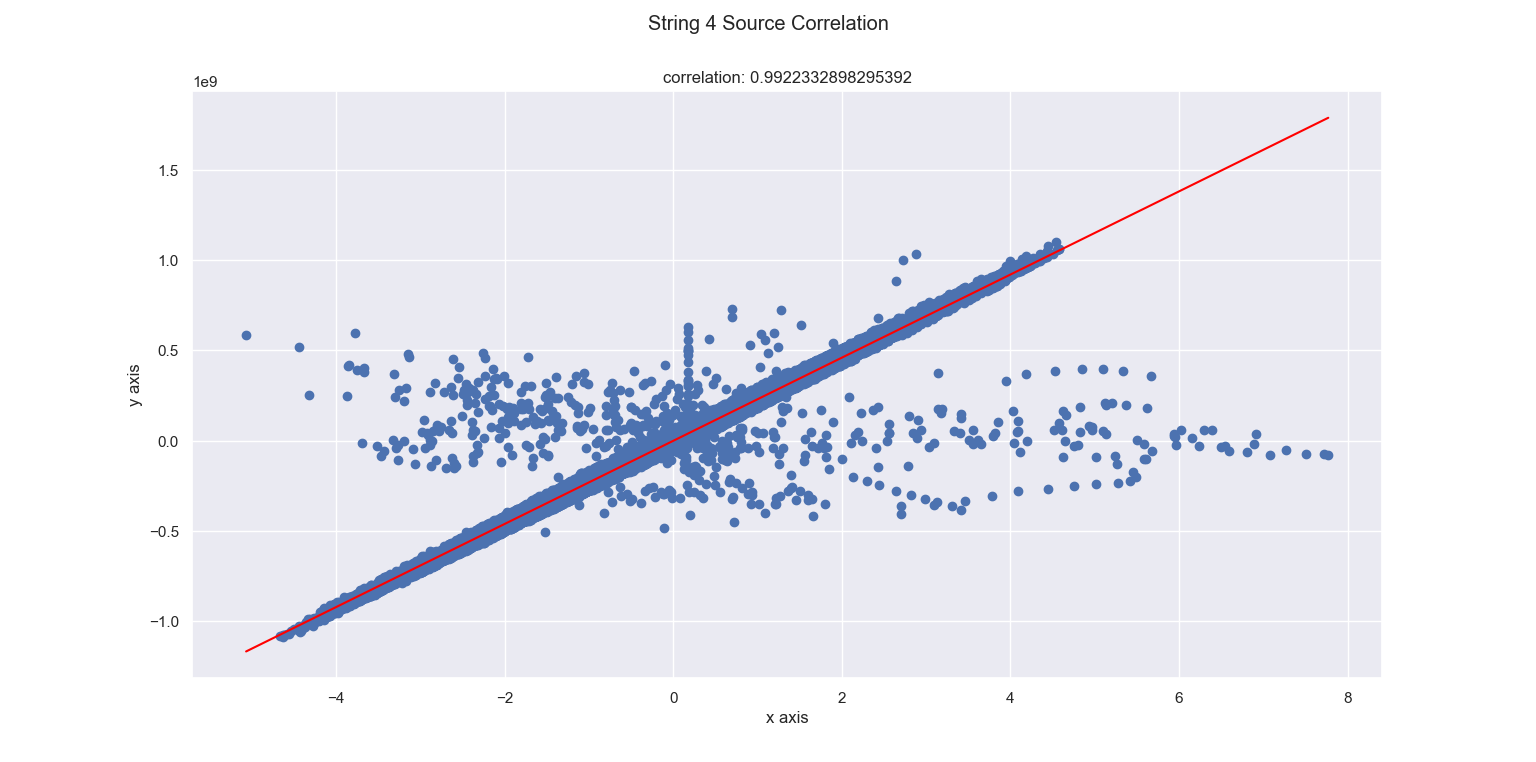 String 4 Source Correlation
correlation: 0.9922332898295392
1e9
1.5
1.0
0.5
0.0
−0.5
−1.0
y axis
−4 −2 0 2 4 6 8
x axis